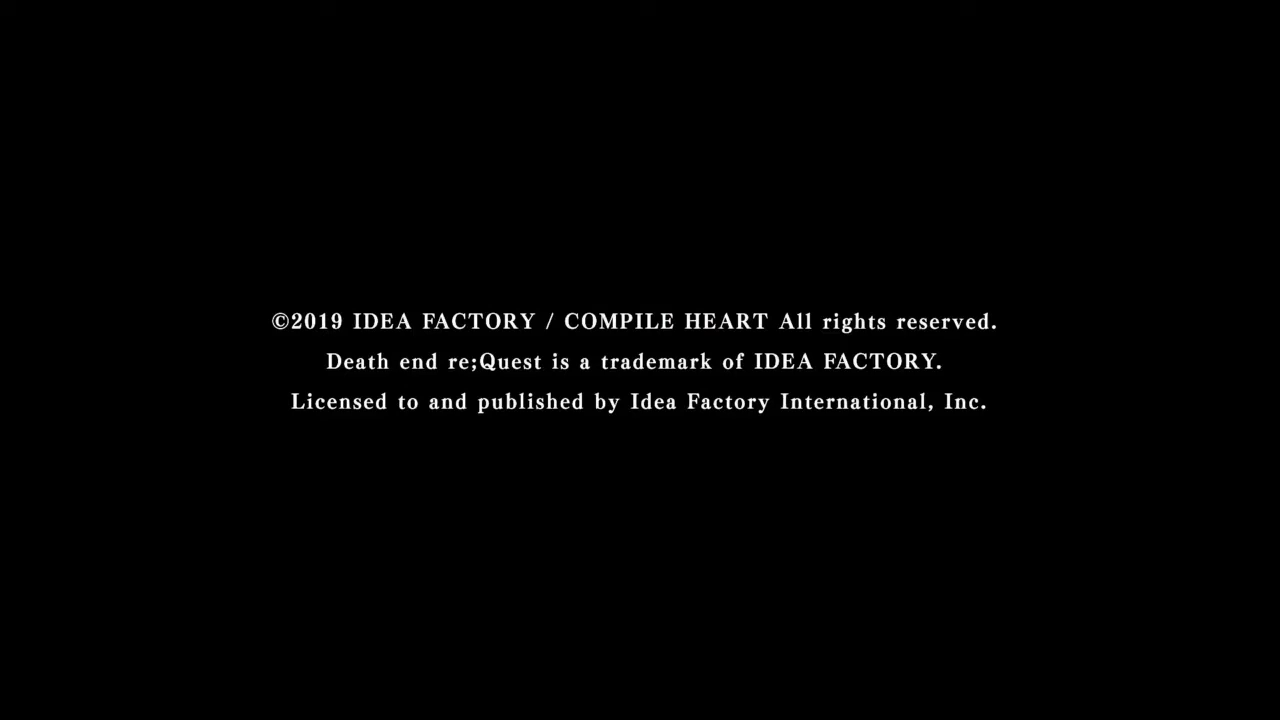 ©2019 IDEA FACTORY / COMPILE HEART All rights reserved.
Death end re;Quest is a trademark of IDEA FACTORY.
Licensed to and published by Idea Factory International, Inc.